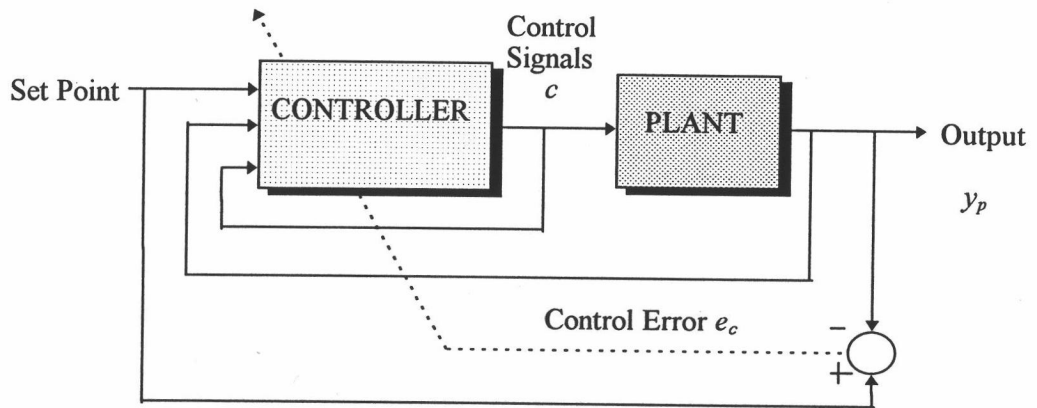 Control
Signals
c
Set Point
CONTROLLER
PLANT
Output
y_p
Control Error e_c
−
+